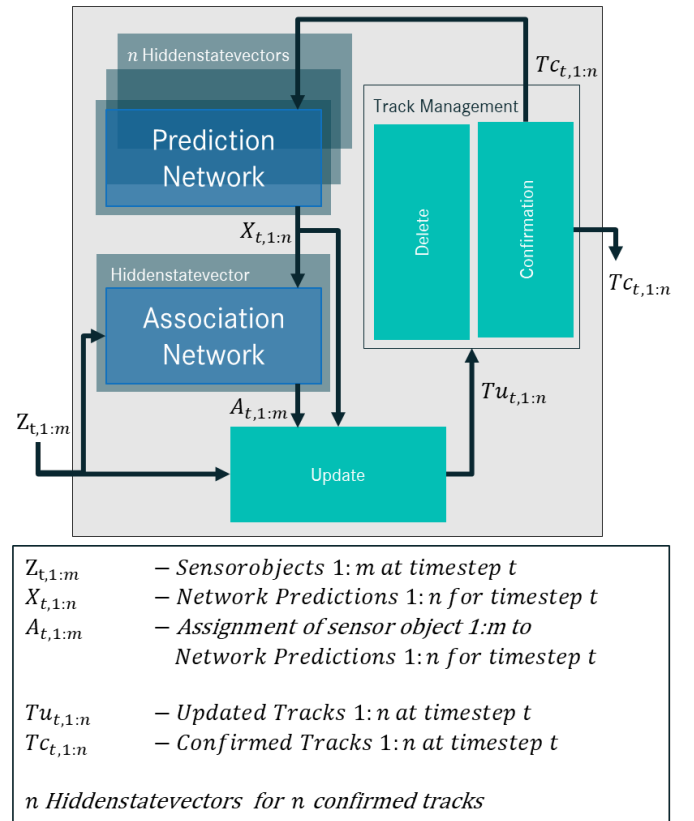 n Hiddenstatevectors
Tc_{t,1:n}
Track Management
Prediction
Network
Delete
Confirmation
X_{t,1:n}
Hiddenstatevector
Tc_{t,1:n}
Association
Network
A_{t,1:m}
Tu_{t,1:n}
Z_{t,1:m}
Update
Z_{t,1:m} – Sensorobjects 1:m at timestep t
X_{t,1:n} – Network Predictions 1:n for timestep t
A_{t,1:m} – Assignment of sensor object 1:m to
Network Predictions 1:n for timestep t
Tu_{t,1:n} – Updated Tracks 1:n at timestep t
Tc_{t,1:n} – Confirmed Tracks 1:n at timestep t
n Hiddenstatevectors for n confirmed tracks